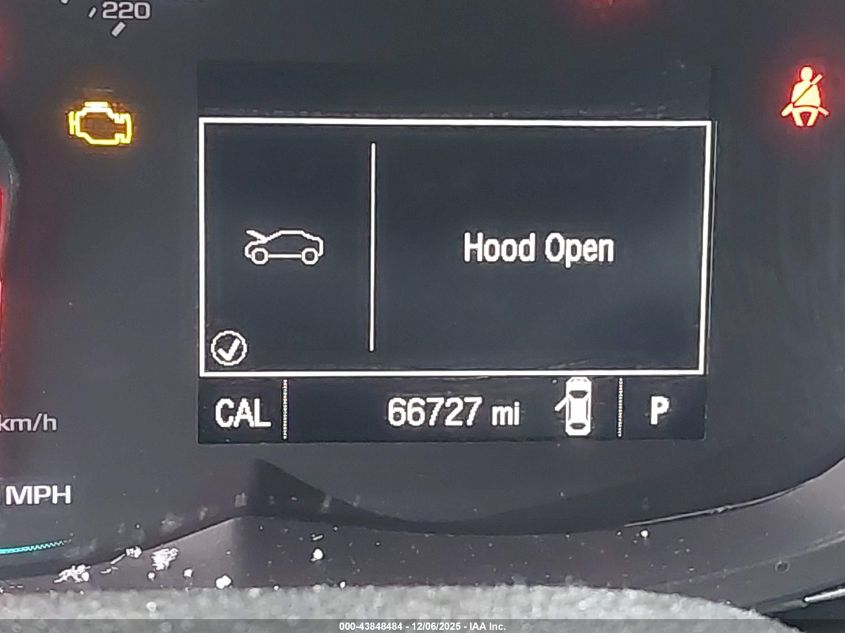 220
Hood Open
CAL 66727 mi P
km/h
MPH
000-43848484 - 12/06/2025 - IAA Inc.